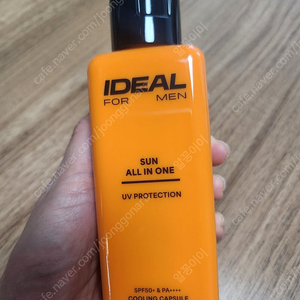 IDEAL
FOR MEN
SUN
ALL IN ONE
UV PROTECTION
SPF50+ & PA++++
COOLING CAPSULE